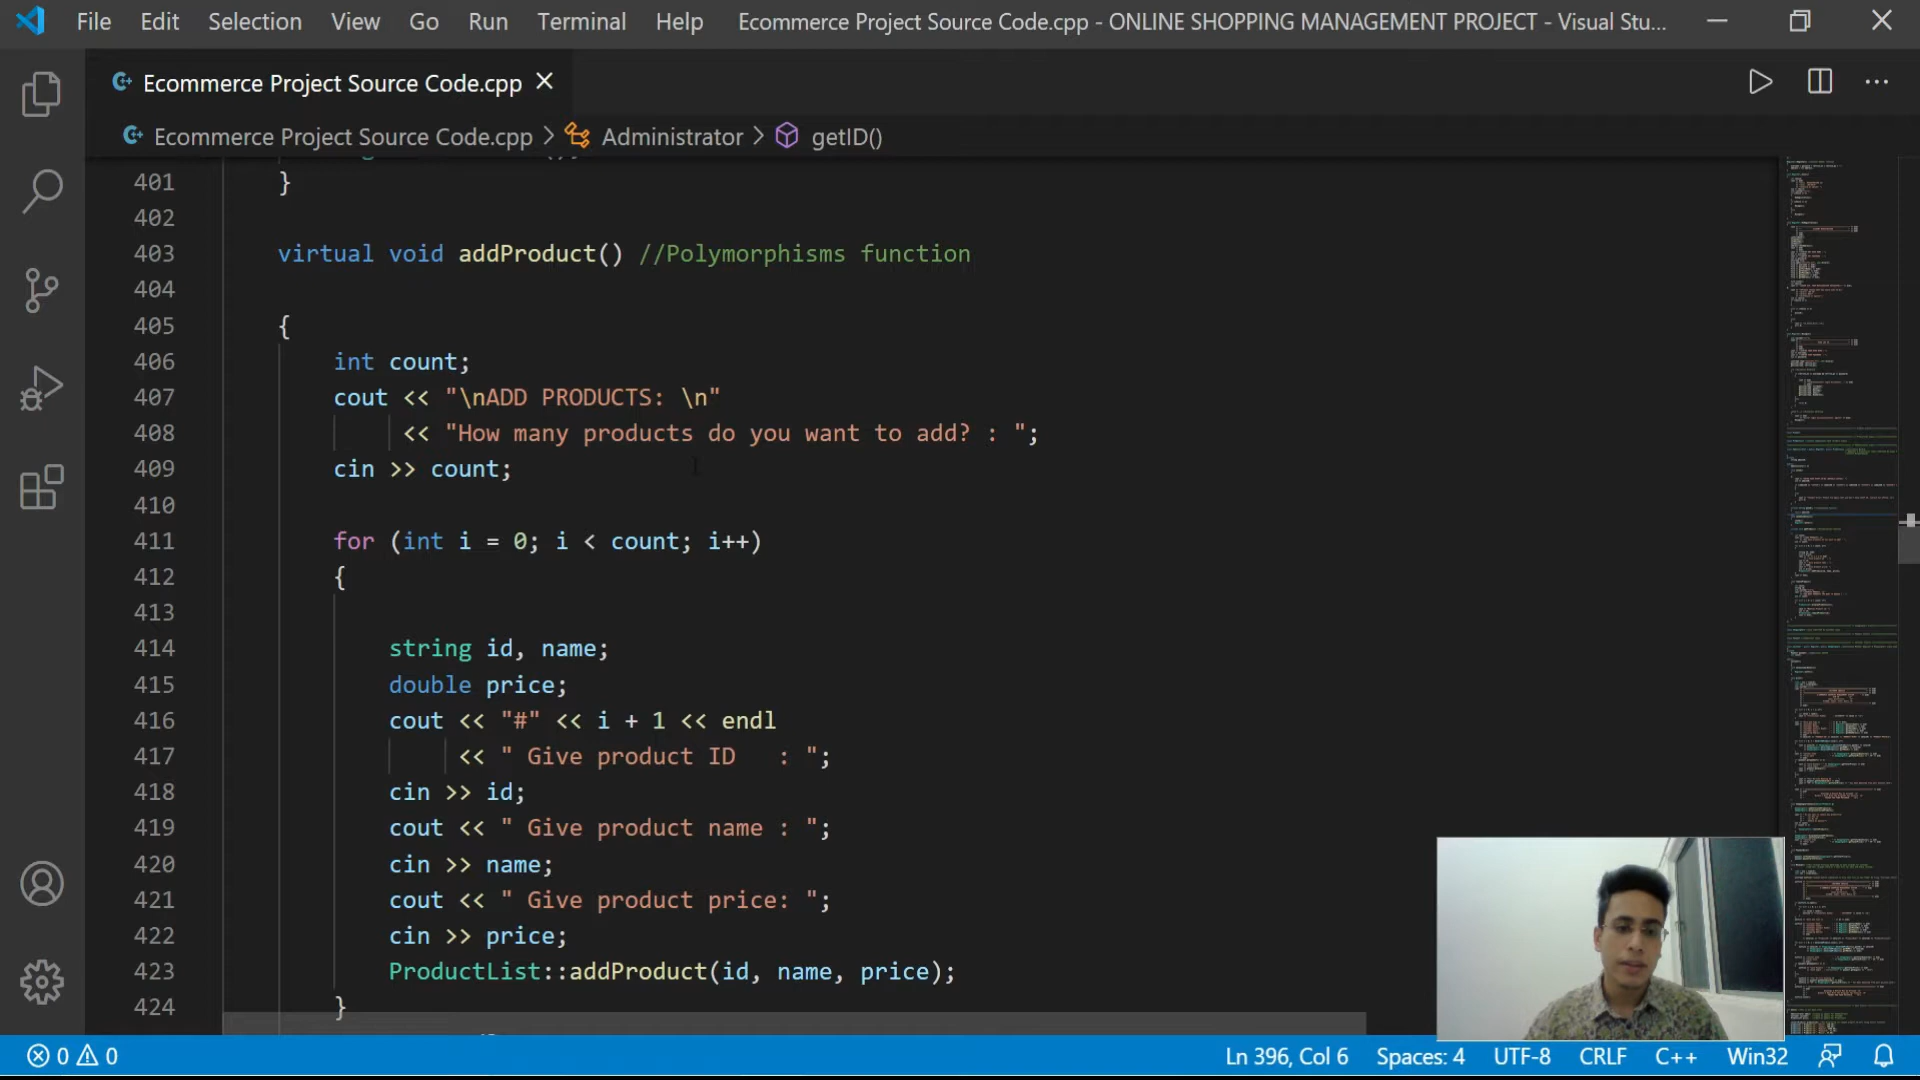 File Edit Selection View Go Run Terminal Help Ecommerce Project Source Code.cpp - ONLINE SHOPPING MANAGEMENT PROJECT - Visual Stu...
Ecommerce Project Source Code.cpp
Ecommerce Project Source Code.cpp > Administrator > getID()
401 }
402
403 virtual void addProduct() //Polymorphisms function
404
405 {
406 int count;
407 cout << "\nADD PRODUCTS: \n"
408 << "How many products do you want to add? : ";
409 cin >> count;
410
411 for (int i = 0; i < count; i++)
412 {
413
414 string id, name;
415 double price;
416 cout << "#" << i + 1 << endl
417 << " Give product ID   : ";
418 cin >> id;
419 cout << " Give product name : ";
420 cin >> name;
421 cout << " Give product price: ";
422 cin >> price;
423 ProductList::addProduct(id, name, price);
424 }
0 0 Ln 396, Col 6 Spaces: 4 UTF-8 CRLF C++ Win32